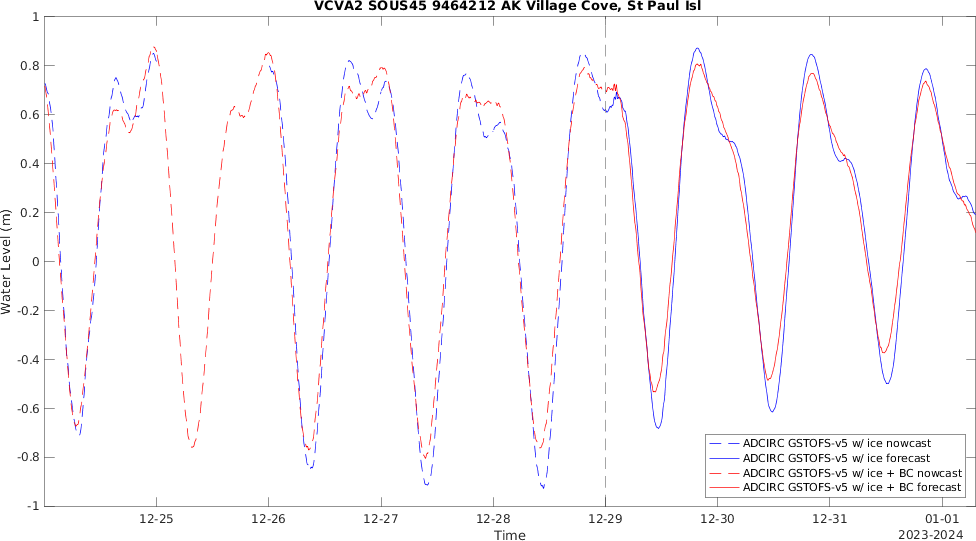 VCVA2 SOUS45 9464212 AK Village Cove, St Paul Isl
1
0.8
0.6
0.4
0.2
0
-0.2
-0.4
-0.6
-0.8
-1
Water Level (m)
ADCIRC GSTOFS-v5 w/ ice nowcast
ADCIRC GSTOFS-v5 w/ ice forecast
ADCIRC GSTOFS-v5 w/ ice + BC nowcast
ADCIRC GSTOFS-v5 w/ ice + BC forecast
12-25 12-26 12-27 12-28 12-29 12-30 12-31 01-01
Time
2023-2024